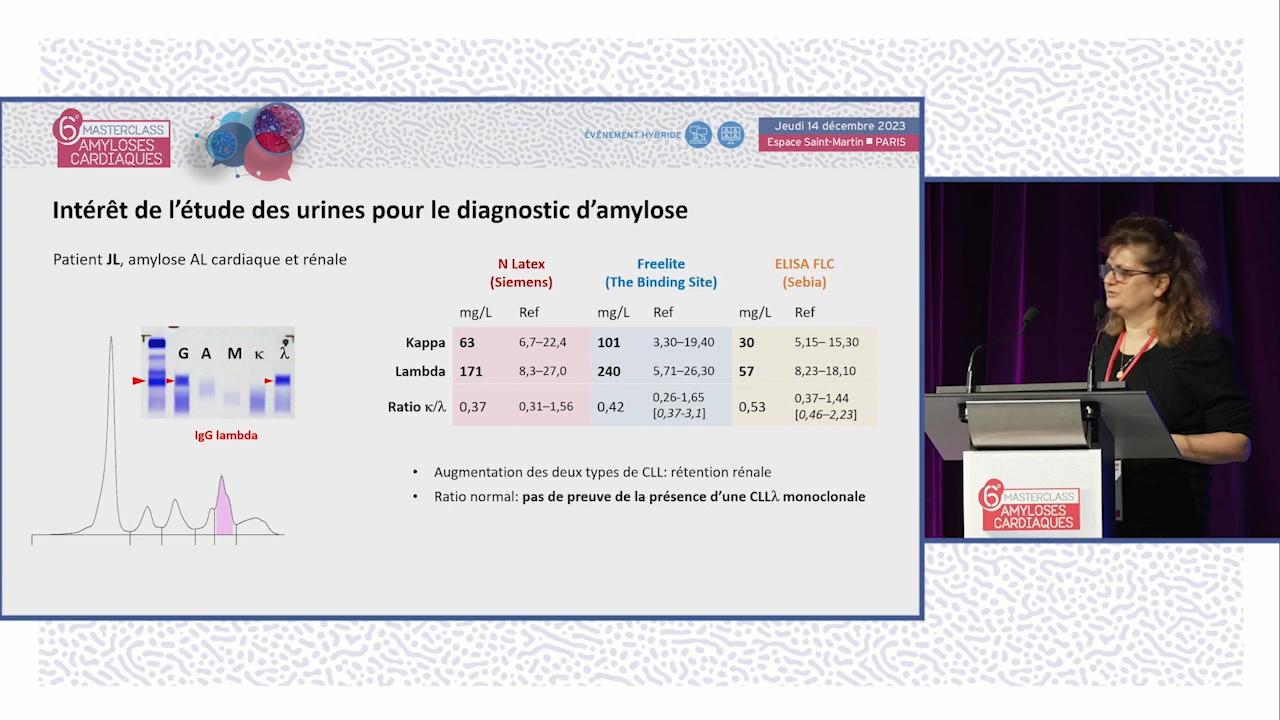 6e MASTERCLASS
AMYLOSES
CARDIAQUES
ÉVÉNEMENT HYBRIDE
Jeudi 14 décembre 2023
Espace Saint-Martin ■ PARIS
Intérêt de l'étude des urines pour le diagnostic d'amylose
Patient JL, amylose AL cardiaque et rénale
G A M κ λ
IgG lambda
N Latex (Siemens) Freelite (The Binding Site) ELISA FLC (Sebia)
mg/L Ref mg/L Ref mg/L Ref
Kappa 63 6,7–22,4 101 3,30–19,40 30 5,15– 15,30
Lambda 171 8,3–27,0 240 5,71–26,30 57 8,23–18,10
Ratio κ/λ 0,37 0,31–1,56 0,42 0,26-1,65 [0,37-3,1] 0,53 0,37–1,44 [0,46–2,23]
• Augmentation des deux types de CLL: rétention rénale
• Ratio normal: pas de preuve de la présence d'une CLLλ monoclonale
6e MASTERCLASS
AMYLOSES
CARDIAQUES